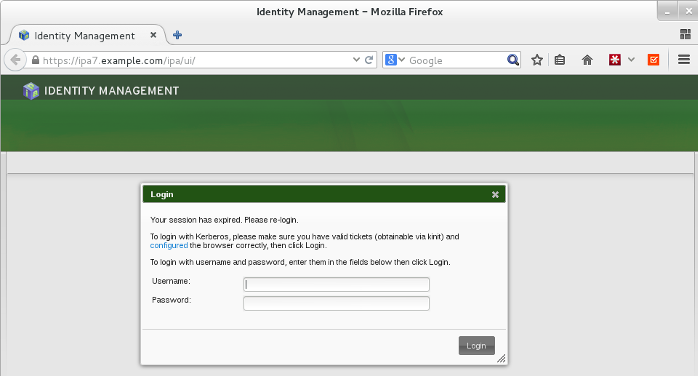 Identity Management - Mozilla Firefox
Identity Management
https://ipa7.example.com/ipa/ui/
Google
IDENTITY MANAGEMENT
Login
Your session has expired. Please re-login.
To login with Kerberos, please make sure you have valid tickets (obtainable via kinit) and
configured the browser correctly, then click Login.
To login with username and password, enter them in the fields below then click Login.
Username:
Password:
Login